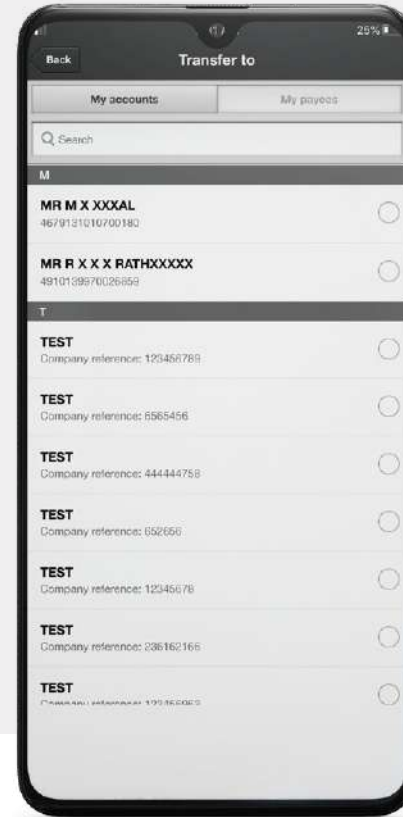 25%
Back
Transfer to
My accounts
My payees
Search
M
MR M X XXXAL
4679131010700180
MR R X X X RATHXXXXX
4910139970026859
T
TEST
Company reference: 123456789
TEST
Company reference: 6565456
TEST
Company reference: 444444758
TEST
Company reference: 652656
TEST
Company reference: 12345678
TEST
Company reference: 236162166
TEST
Company reference: